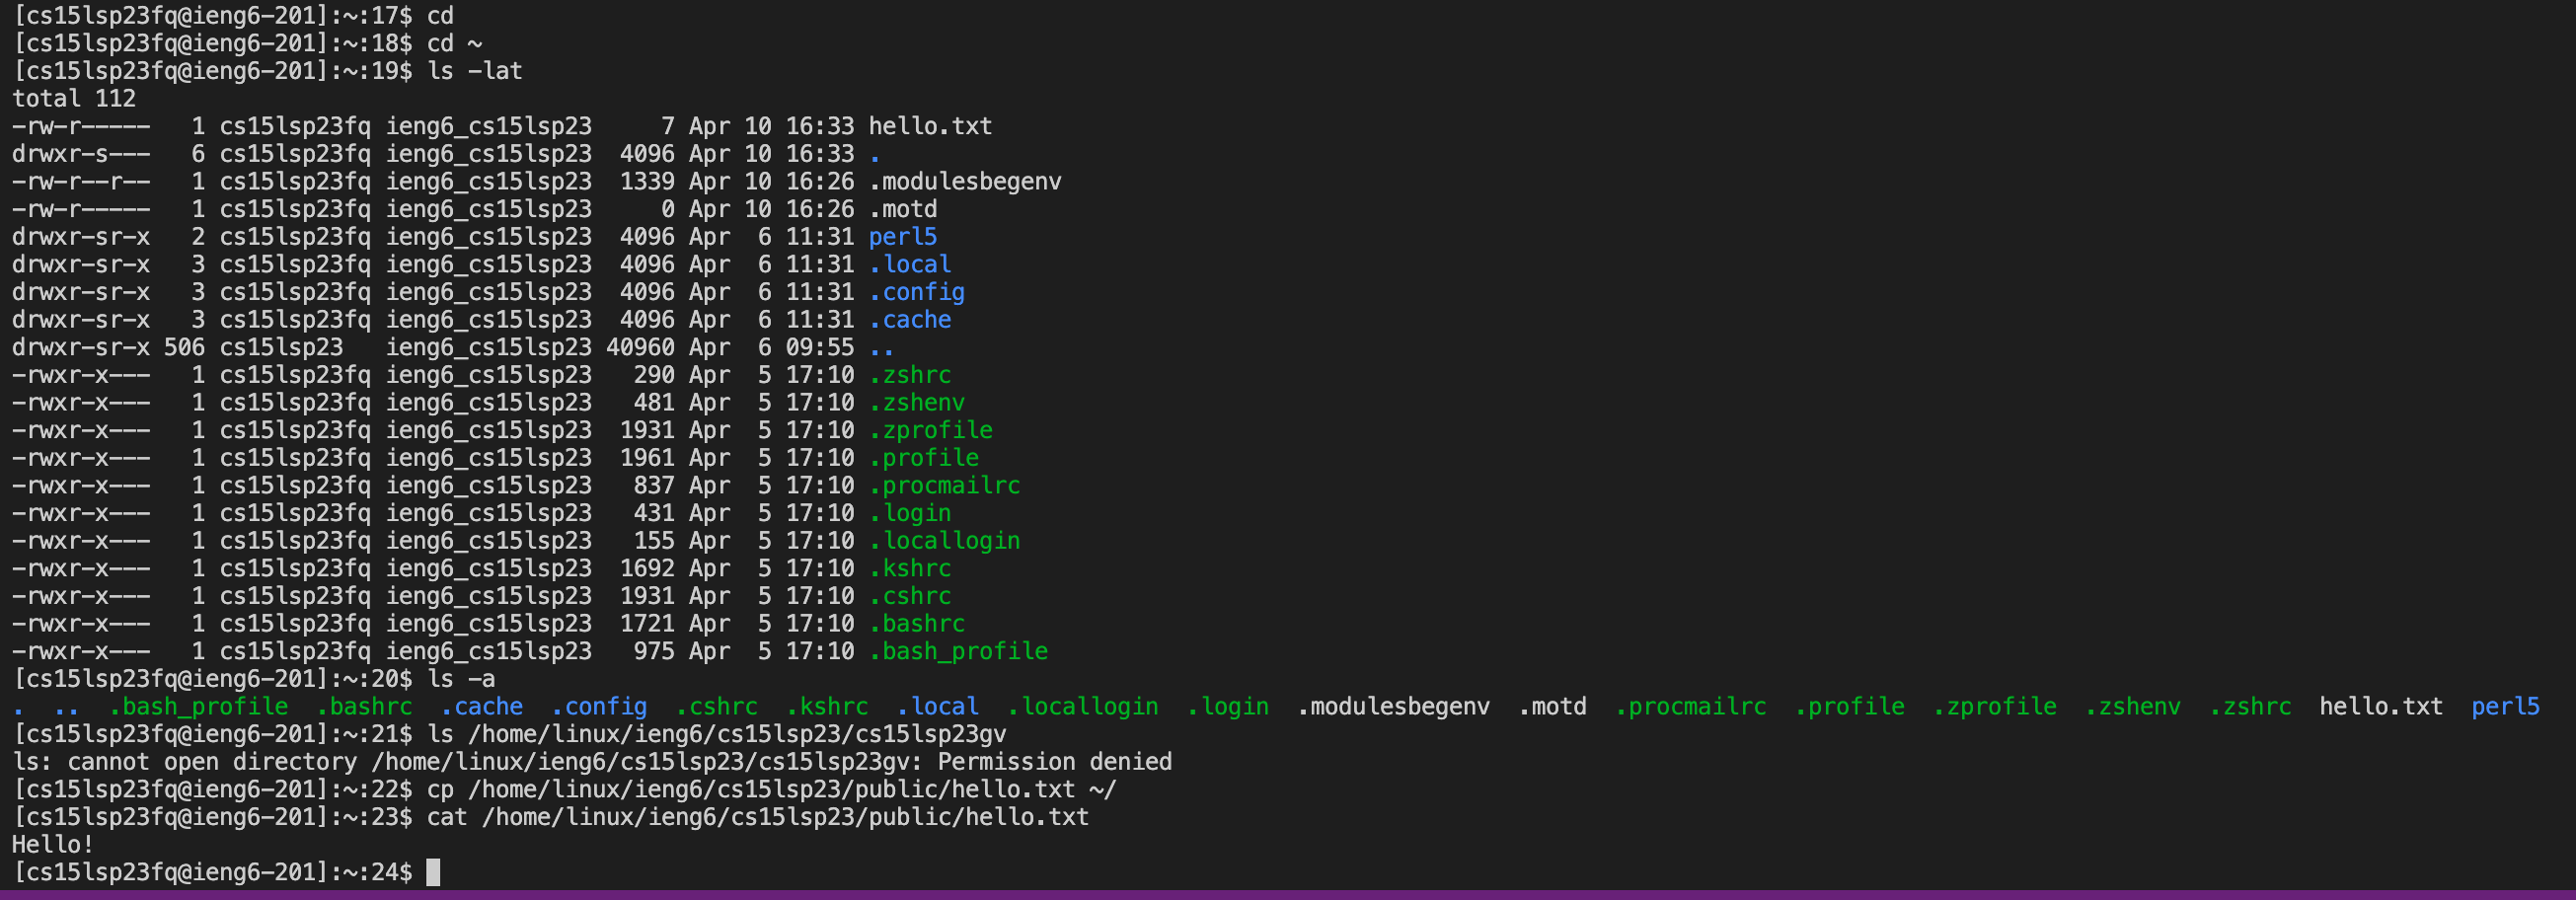 [cs15lsp23fq@ieng6-201]:~:17$ cd
[cs15lsp23fq@ieng6-201]:~:18$ cd ~
[cs15lsp23fq@ieng6-201]:~:19$ ls -lat
total 112
-rw-r-----   1 cs15lsp23fq ieng6_cs15lsp23     7 Apr 10 16:33 hello.txt
drwxr-s---   6 cs15lsp23fq ieng6_cs15lsp23  4096 Apr 10 16:33 .
-rw-r--r--   1 cs15lsp23fq ieng6_cs15lsp23  1339 Apr 10 16:26 .modulesbegenv
-rw-r-----   1 cs15lsp23fq ieng6_cs15lsp23     0 Apr 10 16:26 .motd
drwxr-sr-x   2 cs15lsp23fq ieng6_cs15lsp23  4096 Apr  6 11:31 perl5
drwxr-sr-x   3 cs15lsp23fq ieng6_cs15lsp23  4096 Apr  6 11:31 .local
drwxr-sr-x   3 cs15lsp23fq ieng6_cs15lsp23  4096 Apr  6 11:31 .config
drwxr-sr-x   3 cs15lsp23fq ieng6_cs15lsp23  4096 Apr  6 11:31 .cache
drwxr-sr-x 506 cs15lsp23   ieng6_cs15lsp23 40960 Apr  6 09:55 ..
-rwxr-x---   1 cs15lsp23fq ieng6_cs15lsp23   290 Apr  5 17:10 .zshrc
-rwxr-x---   1 cs15lsp23fq ieng6_cs15lsp23   481 Apr  5 17:10 .zshenv
-rwxr-x---   1 cs15lsp23fq ieng6_cs15lsp23  1931 Apr  5 17:10 .zprofile
-rwxr-x---   1 cs15lsp23fq ieng6_cs15lsp23  1961 Apr  5 17:10 .profile
-rwxr-x---   1 cs15lsp23fq ieng6_cs15lsp23   837 Apr  5 17:10 .procmailrc
-rwxr-x---   1 cs15lsp23fq ieng6_cs15lsp23   431 Apr  5 17:10 .login
-rwxr-x---   1 cs15lsp23fq ieng6_cs15lsp23   155 Apr  5 17:10 .locallogin
-rwxr-x---   1 cs15lsp23fq ieng6_cs15lsp23  1692 Apr  5 17:10 .kshrc
-rwxr-x---   1 cs15lsp23fq ieng6_cs15lsp23  1931 Apr  5 17:10 .cshrc
-rwxr-x---   1 cs15lsp23fq ieng6_cs15lsp23  1721 Apr  5 17:10 .bashrc
-rwxr-x---   1 cs15lsp23fq ieng6_cs15lsp23   975 Apr  5 17:10 .bash_profile
[cs15lsp23fq@ieng6-201]:~:20$ ls -a
.  ..  .bash_profile  .bashrc  .cache  .config  .cshrc  .kshrc  .local  .locallogin  .login  .modulesbegenv  .motd  .procmailrc  .profile  .zprofile  .zshenv  .zshrc  hello.txt  perl5
[cs15lsp23fq@ieng6-201]:~:21$ ls /home/linux/ieng6/cs15lsp23/cs15lsp23gv
ls: cannot open directory /home/linux/ieng6/cs15lsp23/cs15lsp23gv: Permission denied
[cs15lsp23fq@ieng6-201]:~:22$ cp /home/linux/ieng6/cs15lsp23/public/hello.txt ~/
[cs15lsp23fq@ieng6-201]:~:23$ cat /home/linux/ieng6/cs15lsp23/public/hello.txt
Hello!
[cs15lsp23fq@ieng6-201]:~:24$